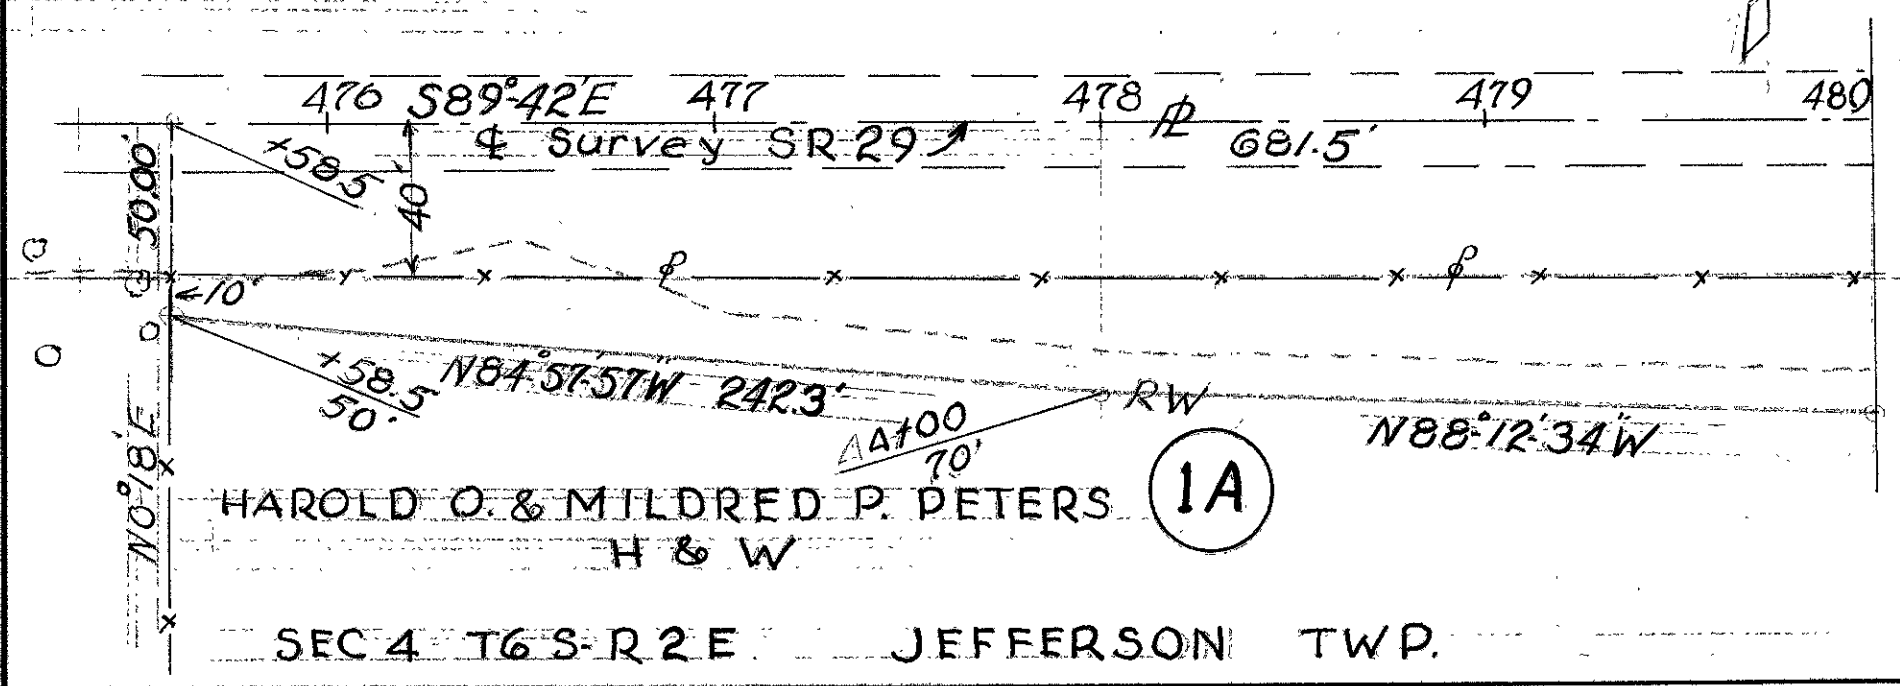 476 S89°-42'E 477 478 479 480
℄ Survey SR 29 ℙL 681.5'
+58.5
40'
50.00'
10'
+58.5
50'
N84°57'-57"W 242.3'
+00
70'
RW
N88°-12'-34"W
N0°18'E
HAROLD O. & MILDRED P. PETERS
1A
H & W
SEC 4 T6S-R2E JEFFERSON TWP.